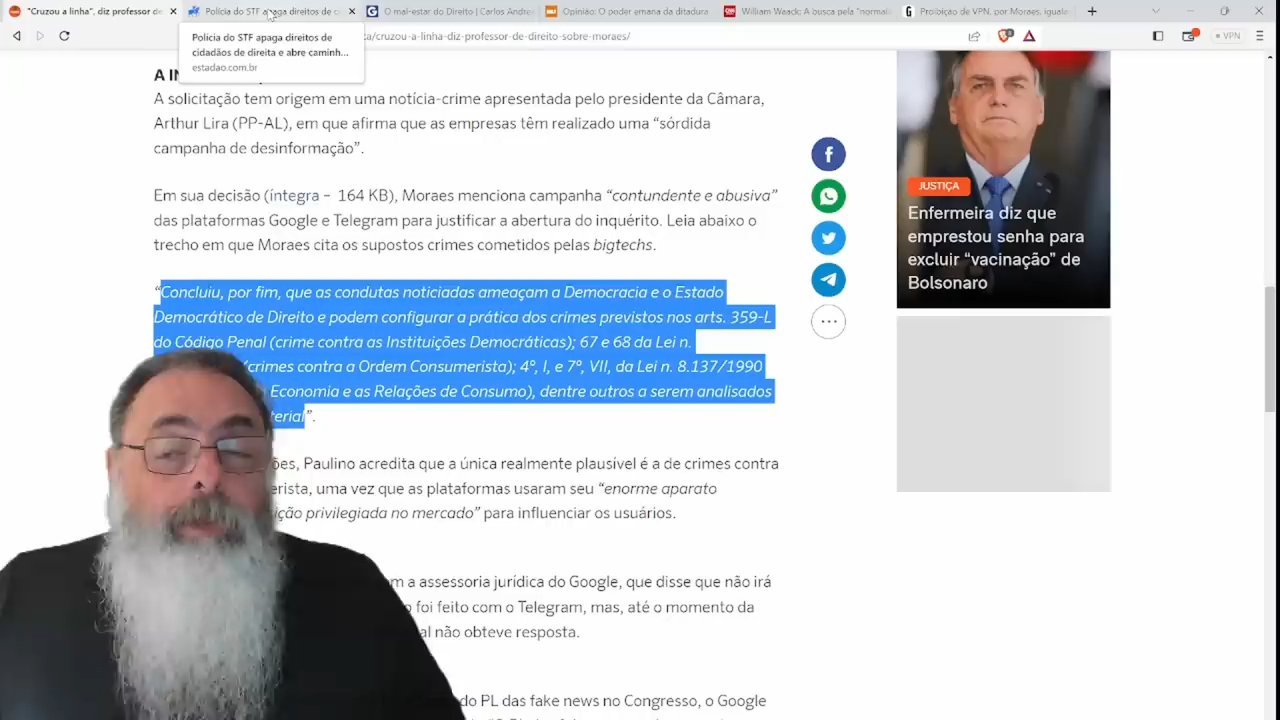 "Cruzou a linha", diz professor de
Polícia do STF apaga direitos de c
O mal-estar do Direito | Carlos Andre
Opinião: O poder emana da ditadura
William Waack: A busca pela "normal
Proibição de VPN, por Moraes, iguala
ca/cruzou-a-linha-diz-professor-de-direito-sobre-moraes/
VPN
Polícia do STF apaga direitos de
cidadãos de direita e abre caminh...
estadao.com.br
A IN
A solicitação tem origem em uma notícia-crime apresentada pelo presidente da Câmara,
Arthur Lira (PP-AL), em que afirma que as empresas têm realizado uma “sórdida
campanha de desinformação”.
Em sua decisão (íntegra – 164 KB), Moraes menciona campanha “contundente e abusiva”
das plataformas Google e Telegram para justificar a abertura do inquérito. Leia abaixo o
trecho em que Moraes cita os supostos crimes cometidos pelas bigtechs.
“Concluiu, por fim, que as condutas noticiadas ameaçam a Democracia e o Estado
Democrático de Direito e podem configurar a prática dos crimes previstos nos arts. 359-L
do Código Penal (crime contra as Instituições Democráticas); 67 e 68 da Lei n.
(crimes contra a Ordem Consumerista); 4º, I, e 7º, VII, da Lei n. 8.137/1990
Economia e as Relações de Consumo), dentre outros a serem analisados
terial”.
ões, Paulino acredita que a única realmente plausível é a de crimes contra
erista, uma vez que as plataformas usaram seu “enorme aparato
ição privilegiada no mercado” para influenciar os usuários.
m a assessoria jurídica do Google, que disse que não irá
o foi feito com o Telegram, mas, até o momento da
al não obteve resposta.
do PL das fake news no Congresso, o Google
JUSTIÇA
Enfermeira diz que
emprestou senha para
excluir “vacinação” de
Bolsonaro